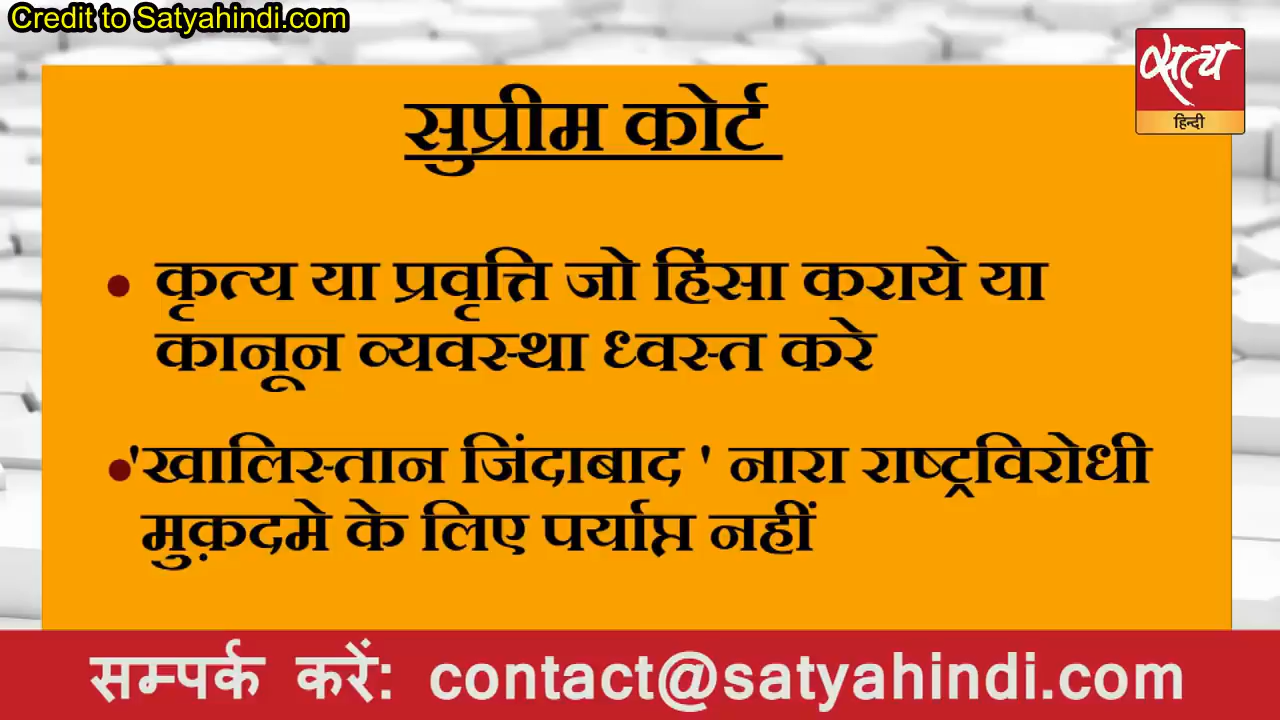 Credit to Satyahindi.com
सत्य
हिन्दी
सुप्रीम कोर्ट
• कृत्य या प्रवृत्ति जो हिंसा कराये या
कानून व्यवस्था ध्वस्त करे
• 'खालिस्तान जिंदाबाद ' नारा राष्ट्रविरोधी
मुक़दमे के लिए पर्याप्त नहीं
सम्पर्क करें: contact@satyahindi.com